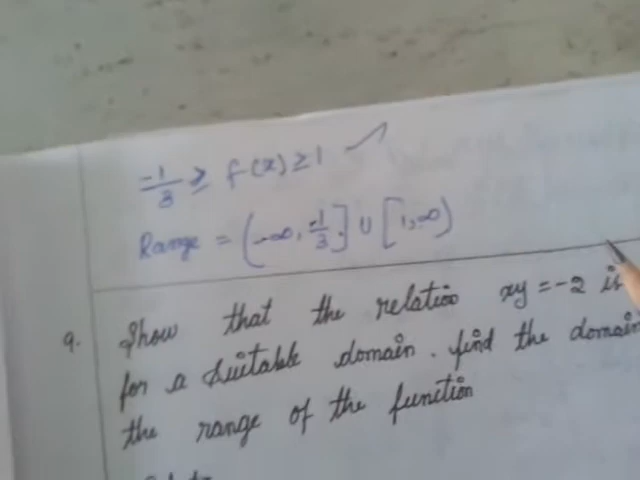 -1/3 ≥ f(x) ≥ 1 ✓
Range = (-∞, -1/3] ∪ [1, ∞)
9. Show that the relation xy = -2 is
for a suitable domain. find the domain
the range of the function